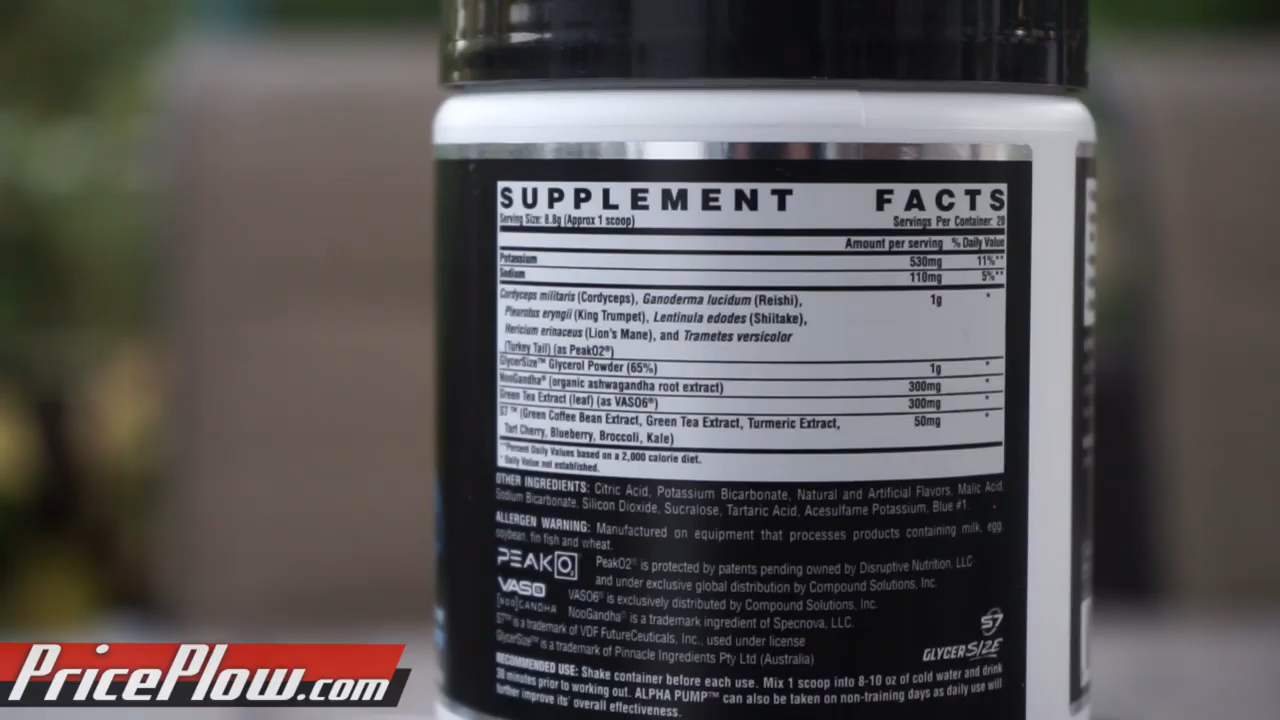 SUPPLEMENT FACTS
Serving Size: 8.8g (Approx 1 scoop) Servings Per Container: 20
Amount per serving % Daily Value
Potassium 530mg 11%**
Sodium 110mg 5%**
Cordyceps militaris (Cordyceps), Ganoderma lucidum (Reishi), 1g *
Pleurotus eryngii (King Trumpet), Lentinula edodes (Shiitake),
Hericium erinaceus (Lion's Mane), and Trametes versicolor
(Turkey Tail) (as PeakO2®)
GlycerSize™ Glycerol Powder (65%) 1g *
NooGandha® (organic ashwagandha root extract) 300mg *
Green Tea Extract (leaf) (as VASO6®) 300mg *
S7™ (Green Coffee Bean Extract, Green Tea Extract, Turmeric Extract, 50mg *
Tart Cherry, Blueberry, Broccoli, Kale)
**Percent Daily Values based on a 2,000 calorie diet.
* Daily Value not established.
OTHER INGREDIENTS: Citric Acid, Potassium Bicarbonate, Natural and Artificial Flavors, Malic Acid,
Sodium Bicarbonate, Silicon Dioxide, Sucralose, Tartaric Acid, Acesulfame Potassium, Blue #1.
ALLERGEN WARNING: Manufactured on equipment that processes products containing milk, egg,
soybean, fin fish and wheat.
PEAKO2 PeakO2® is protected by patents pending owned by Disruptive Nutrition, LLC
and under exclusive global distribution by Compound Solutions, Inc.
VASO6 VASO6® is exclusively distributed by Compound Solutions, Inc.
[noo]GANDHA NooGandha® is a trademark ingredient of Specnova, LLC.
S7™ is a trademark of VDF FutureCeuticals, Inc., used under license
GlycerSize™ is a trademark of Pinnacle Ingredients Pty Ltd (Australia)
S7
GLYCERSIZE
RECOMMENDED USE: Shake container before each use. Mix 1 scoop into 8-10 oz of cold water and drink
30 minutes prior to working out. ALPHA PUMP™ can also be taken on non-training days as daily use will
further improve its' overall effectiveness.
PricePlow.com